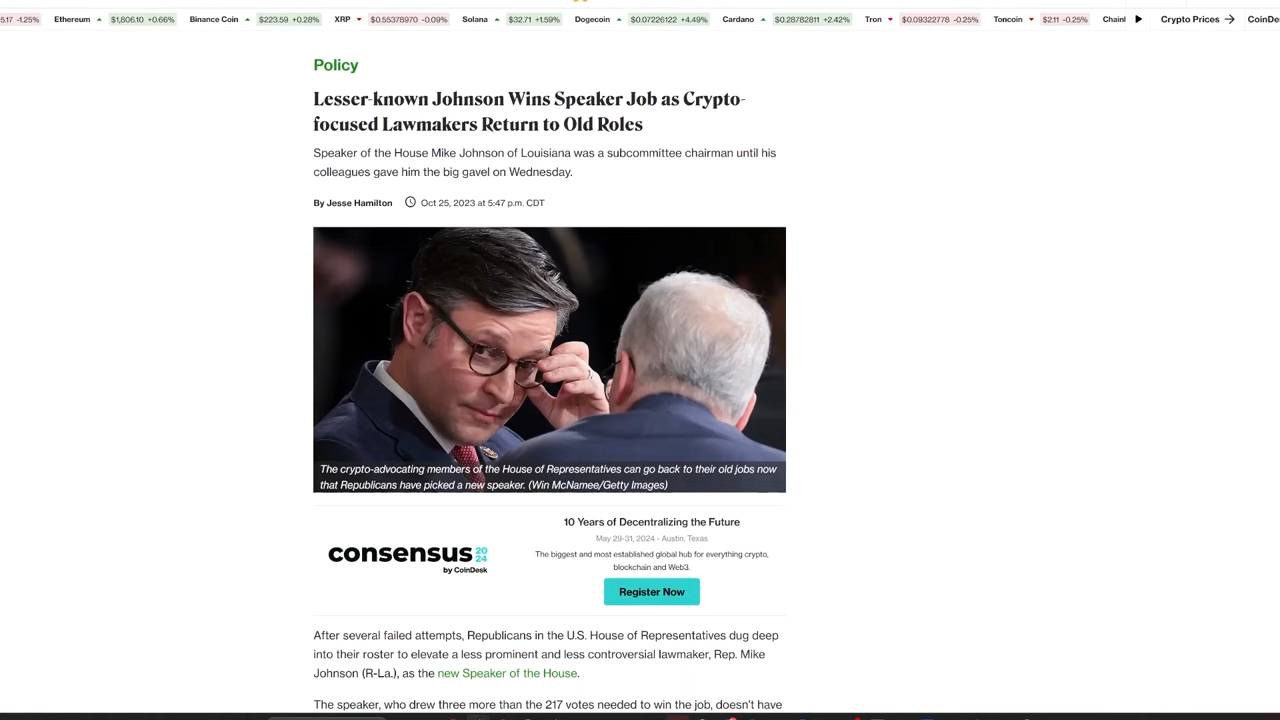 5.17 -1.25% Ethereum $1,806.10 +0.66% Binance Coin $223.59 +0.28% XRP $0.55378970 -0.09% Solana $32.71 +1.59% Dogecoin $0.07226122 +4.49% Cardano $0.28782811 +2.42% Tron $0.09322778 -0.25% Toncoin $2.11 -0.25% Chainl Crypto Prices → CoinDe
Policy
Lesser-known Johnson Wins Speaker Job as Crypto-
focused Lawmakers Return to Old Roles
Speaker of the House Mike Johnson of Louisiana was a subcommittee chairman until his
colleagues gave him the big gavel on Wednesday.
By Jesse Hamilton Oct 25, 2023 at 5:47 p.m. CDT
The crypto-advocating members of the House of Representatives can go back to their old jobs now
that Republicans have picked a new speaker. (Win McNamee/Getty Images)
consensus 2024
by CoinDesk
10 Years of Decentralizing the Future
May 29-31, 2024 - Austin, Texas
The biggest and most established global hub for everything crypto,
blockchain and Web3.
Register Now
After several failed attempts, Republicans in the U.S. House of Representatives dug deep
into their roster to elevate a less prominent and less controversial lawmaker, Rep. Mike
Johnson (R-La.), as the new Speaker of the House.
The speaker, who drew three more than the 217 votes needed to win the job, doesn't have